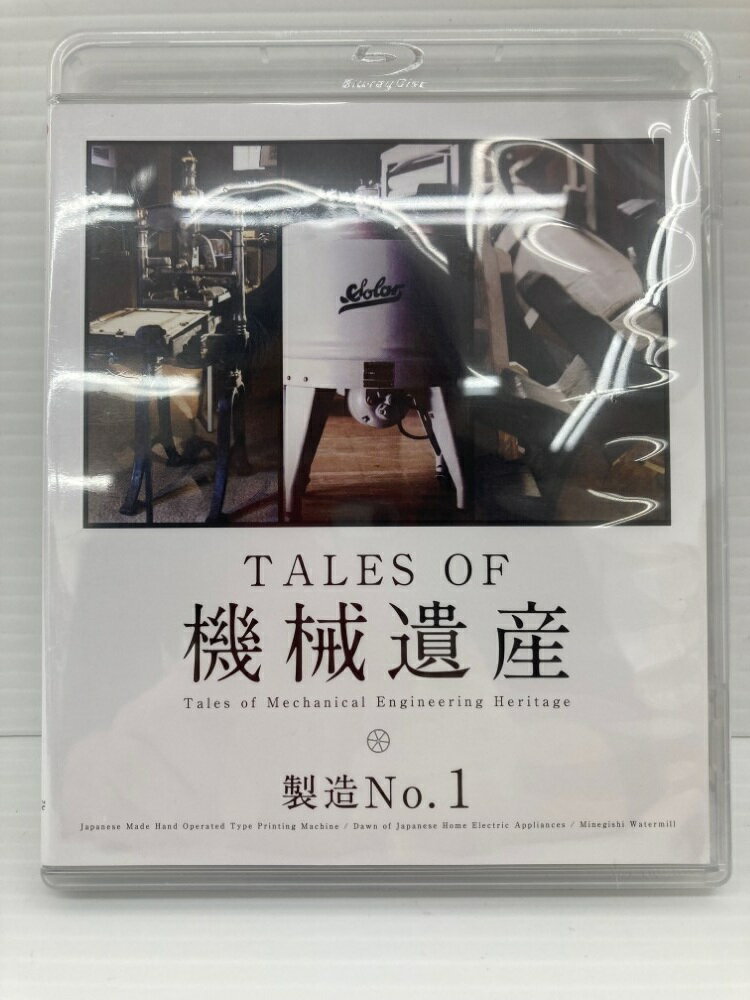 Blu-ray Disc
Solar
TALES OF
機械遺産
Tales of Mechanical Engineering Heritage
製造No.1
Japanese Made Hand Operated Type Printing Machine / Dawn of Japanese Home Electric Appliances / Minegishi Watermill